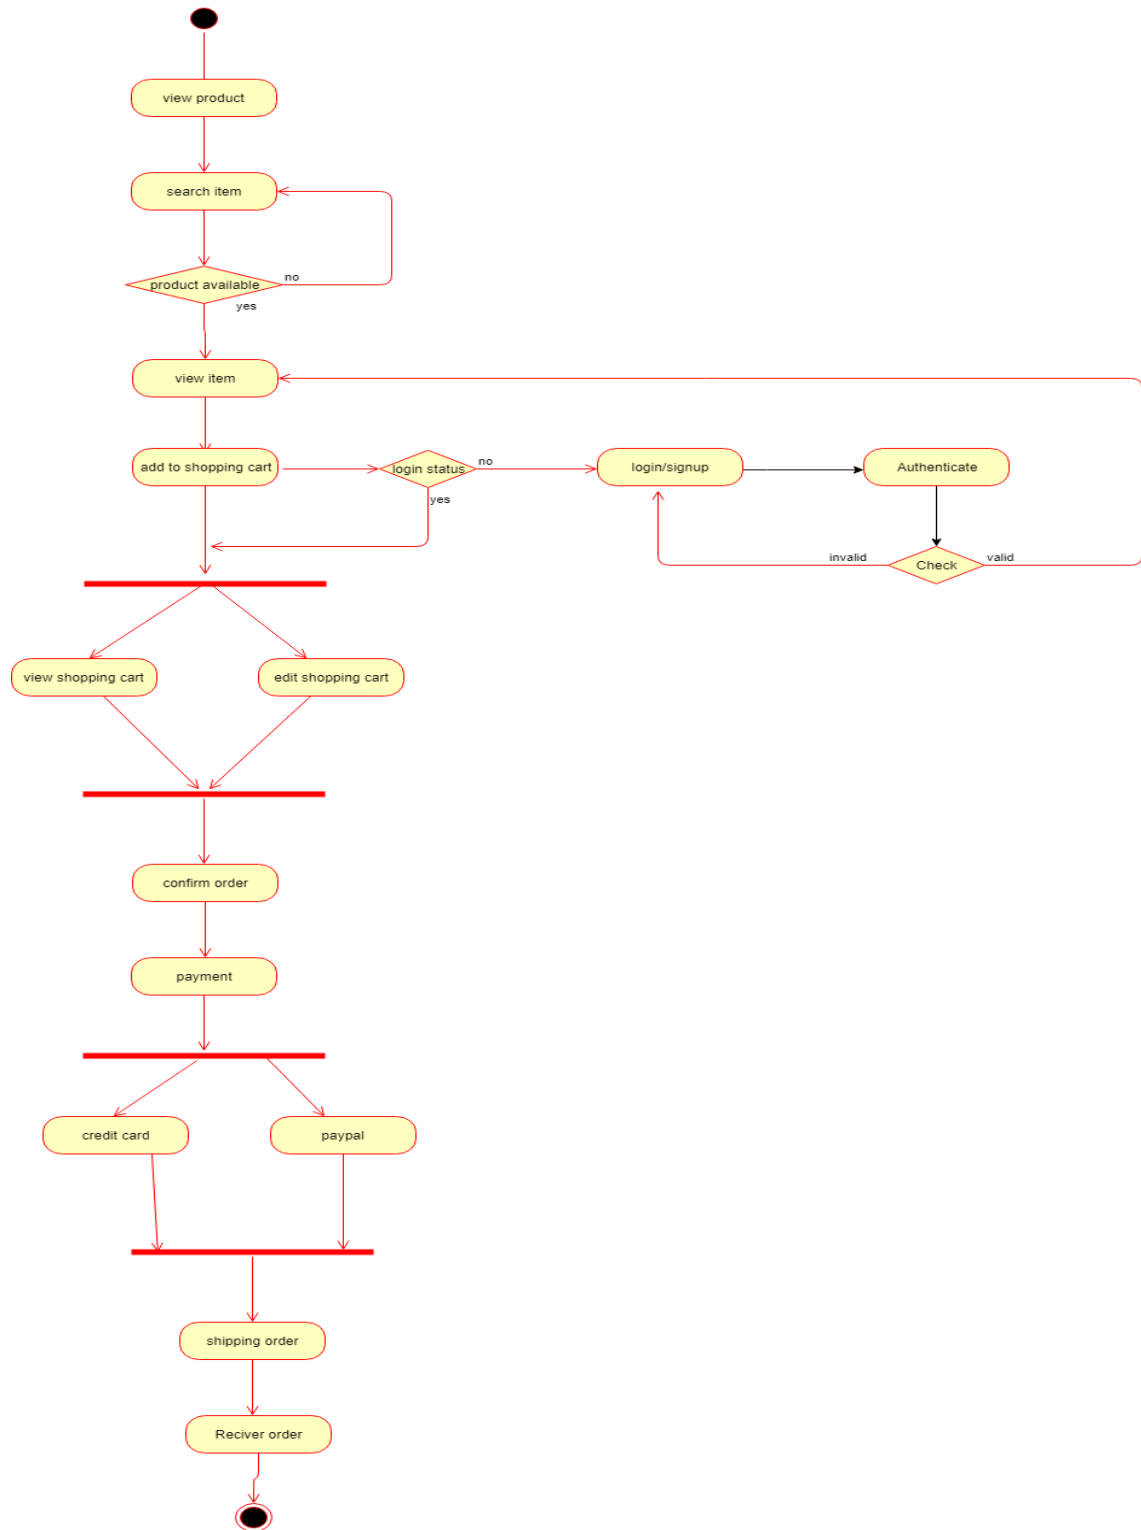 view product
search item
product available
no
yes
view item
add to shopping cart
login status
no
yes
login/signup
Authenticate
Check
invalid
valid
view shopping cart
edit shopping cart
confirm order
payment
credit card
paypal
shipping order
Reciver order